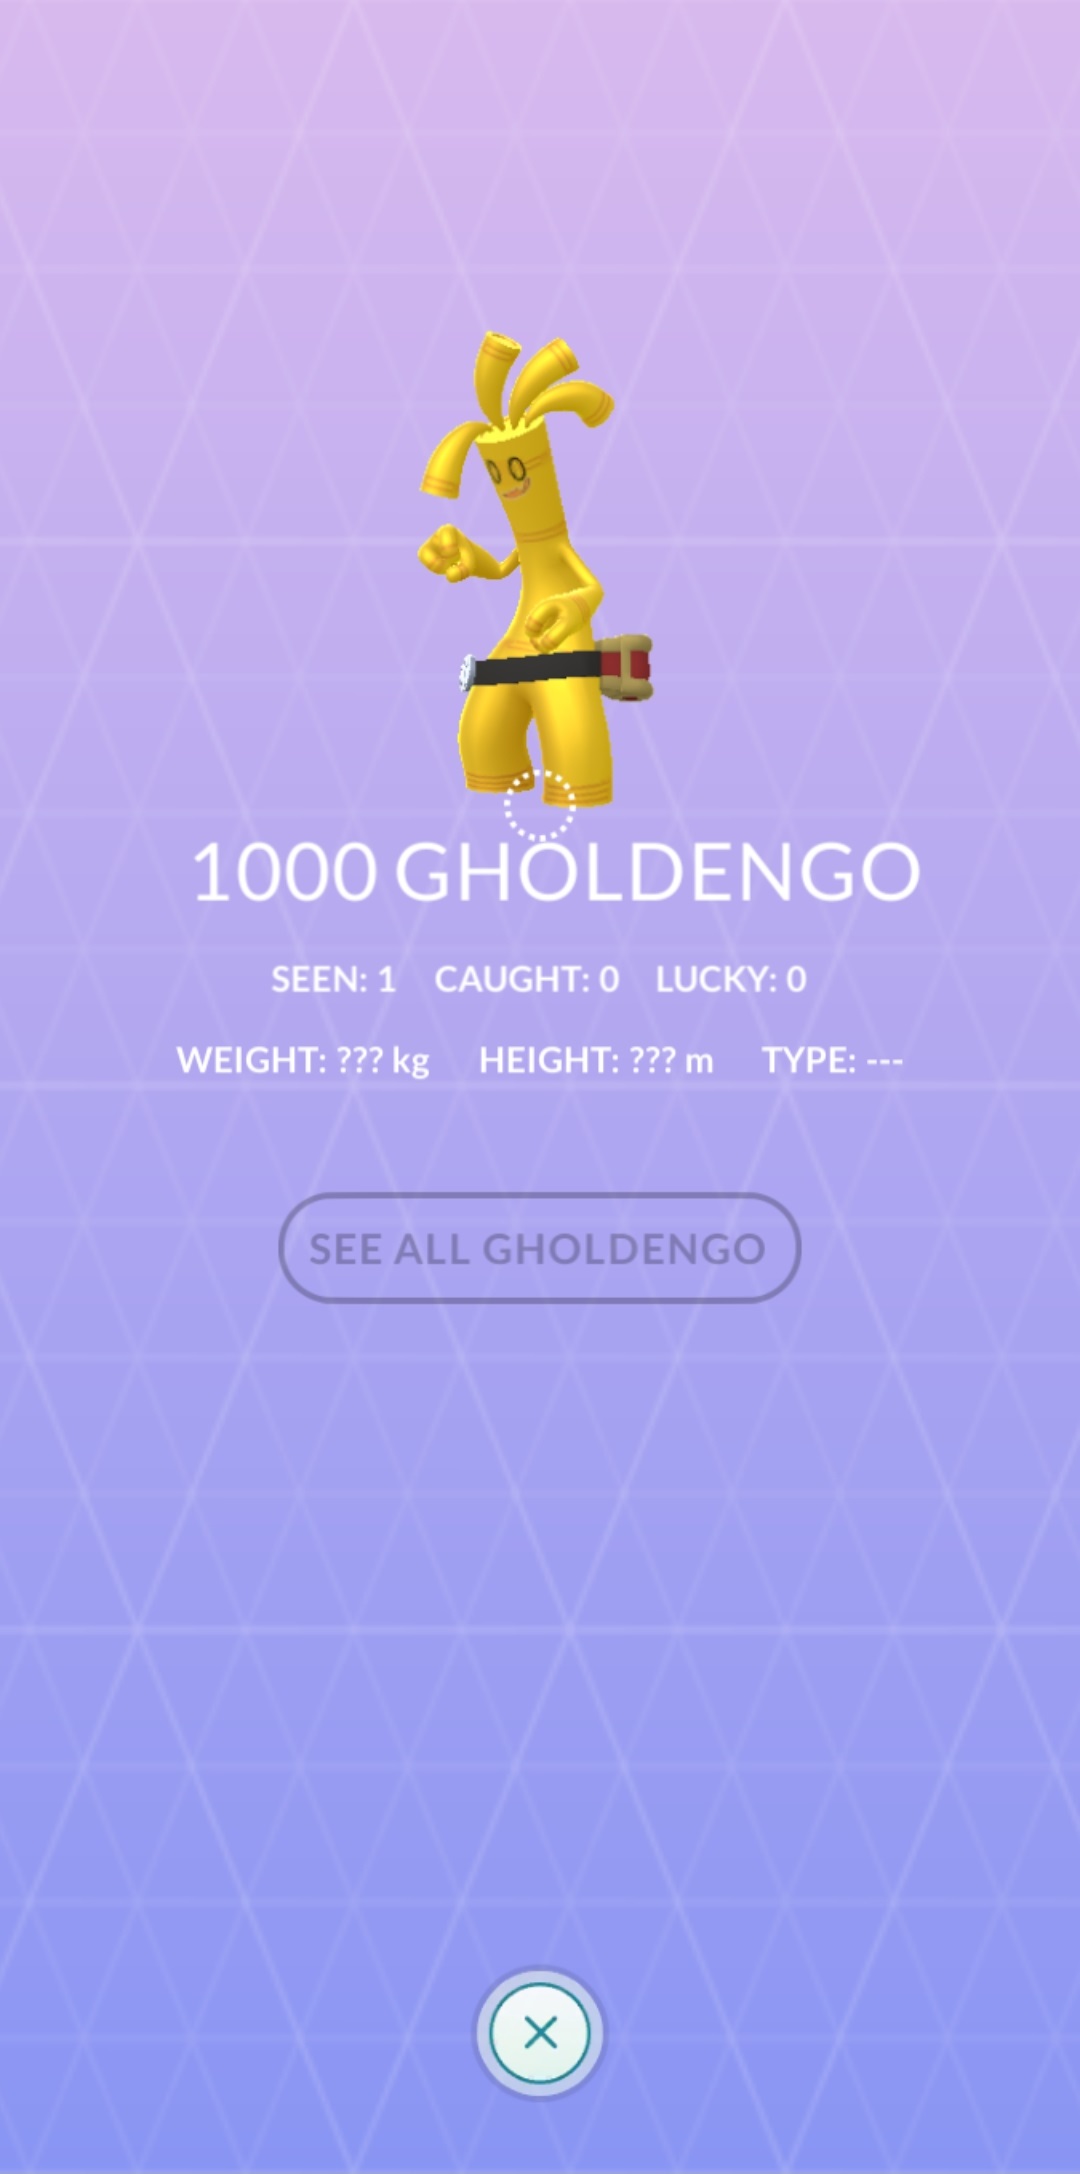 1000 GHOLDENGO
SEEN: 1 CAUGHT: 0 LUCKY: 0
WEIGHT: ??? kg HEIGHT: ??? m TYPE: ---
SEE ALL GHOLDENGO